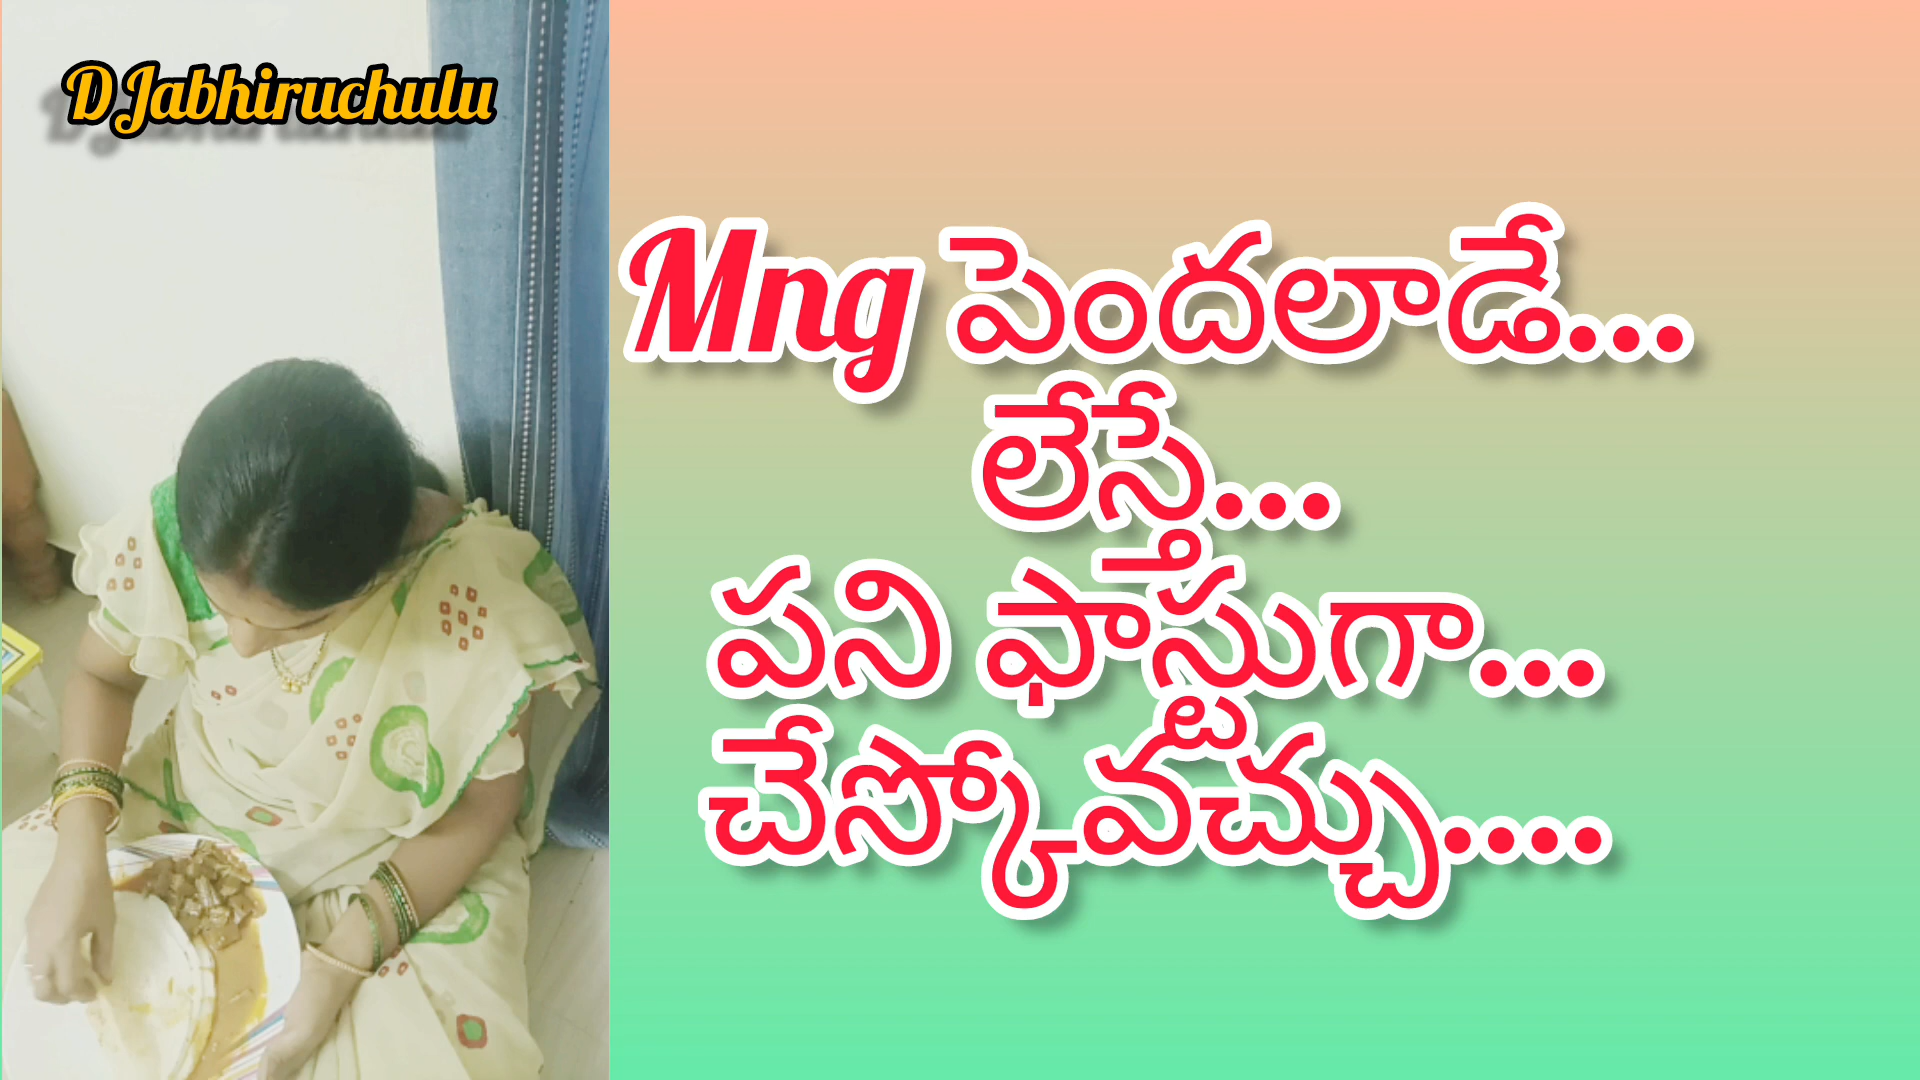 DJabhiruchulu
Mng పెందలాడే...
లేస్తే...
పని ఫాస్ట్గుగా...
చేస్కోవచ్చు....